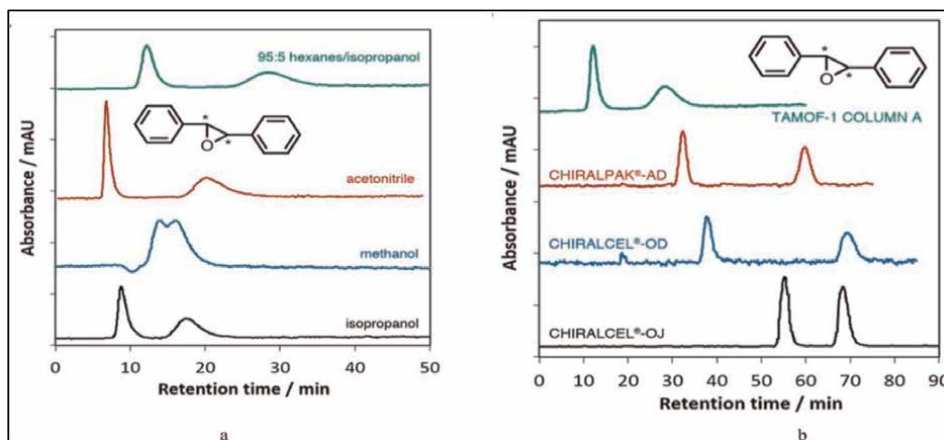 95:5 hexanes/isopropanol
*
O
*
acetonitrile
methanol
isopropanol
Absorbance / mAU
0 10 20 30 40 50
Retention time / min
a
*
O
*
TAMOF-1 COLUMN A
CHIRALPAK®-AD
CHIRALCEL®-OD
CHIRALCEL®-OJ
Absorbance / mAU
0 10 20 30 40 50 60 70 80 90
Retention time / min
b